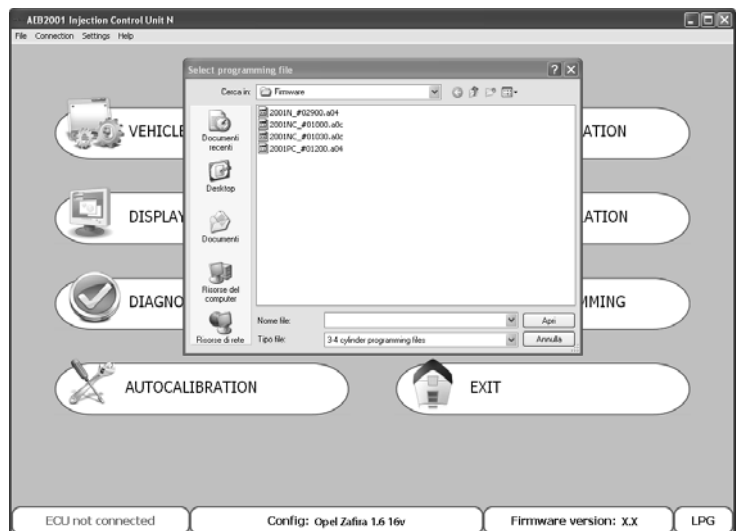 AEB2001 Injection Control Unit N
File Connection Settings Help
Select programming file
Cerca in: Firmware
2001N_#02900.a04
2001NC_#01000.a0c
2001NC_#01030.a0c
2001PC_#01200.a04
Documenti recenti
Desktop
Documenti
Risorse del computer
Risorse di rete
Nome file:
Apri
Tipo file: 3-4 cylinder programming files
Annulla
VEHICLE
ATION
DISPLAY
ATION
DIAGNO
MMING
AUTOCALIBRATION
EXIT
ECU not connected
Config: Opel Zafira 1.6 16v
Firmware version: X.X
LPG